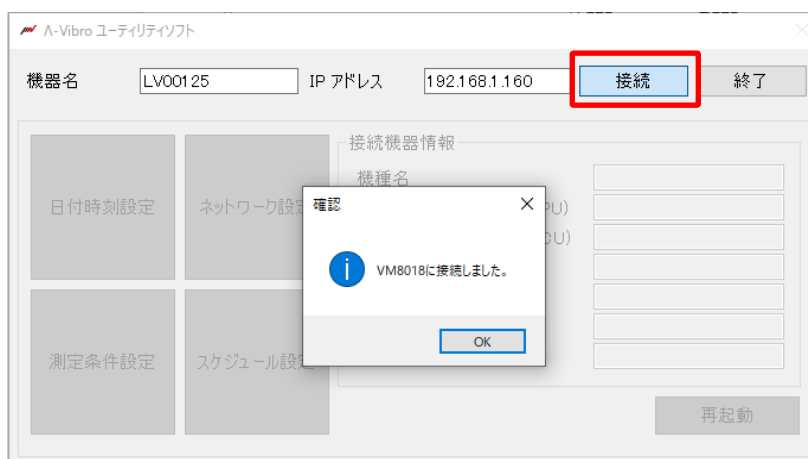 Λ-Vibro ユーティリティソフト
機器名 LV00125 IP アドレス 192.168.1.160 接続 終了
接続機器情報
機種名
日付時刻設定 ネットワーク設定
確認
PU)
CU)
VM8018に接続しました。
OK
測定条件設定 スケジュール設定
再起動